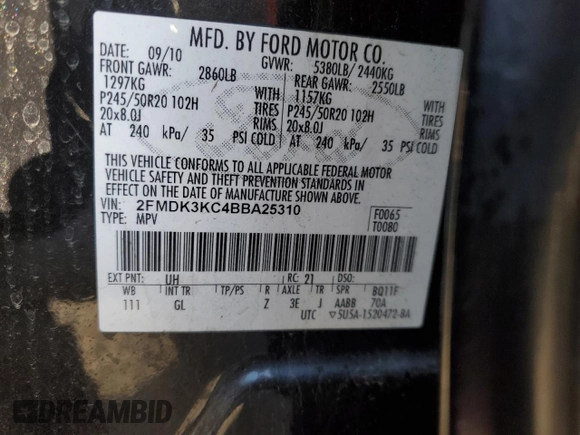 MFD. BY FORD MOTOR CO.
DATE: 09/10 GVWR: 5380LB/ 2440KG
FRONT GAWR: 2860LB REAR GAWR: 2550LB
1297KG WITH 1157KG WITH
P245/50R20 102H TIRES P245/50R20 102H TIRES
20x8.0J RIMS 20x8.0J RIMS
AT 240 kPa/ 35 PSI COLD AT 240 kPa/ 35 PSI COLD
THIS VEHICLE CONFORMS TO ALL APPLICABLE FEDERAL MOTOR
VEHICLE SAFETY AND THEFT PREVENTION STANDARDS IN
EFFECT ON THE DATE OF MANUFACTURE SHOWN ABOVE.
VIN: 2FMDK3KC4BBA25310 F0065
TYPE: MPV T0080
EXT PNT: UH RC: 21 DSO:
WB INT TR TP/PS R AXLE TR SPR BQ11F
111 GL Z 3E J AABB 70A
UTC ▽5U5A-1520472-BA
DREAMBID